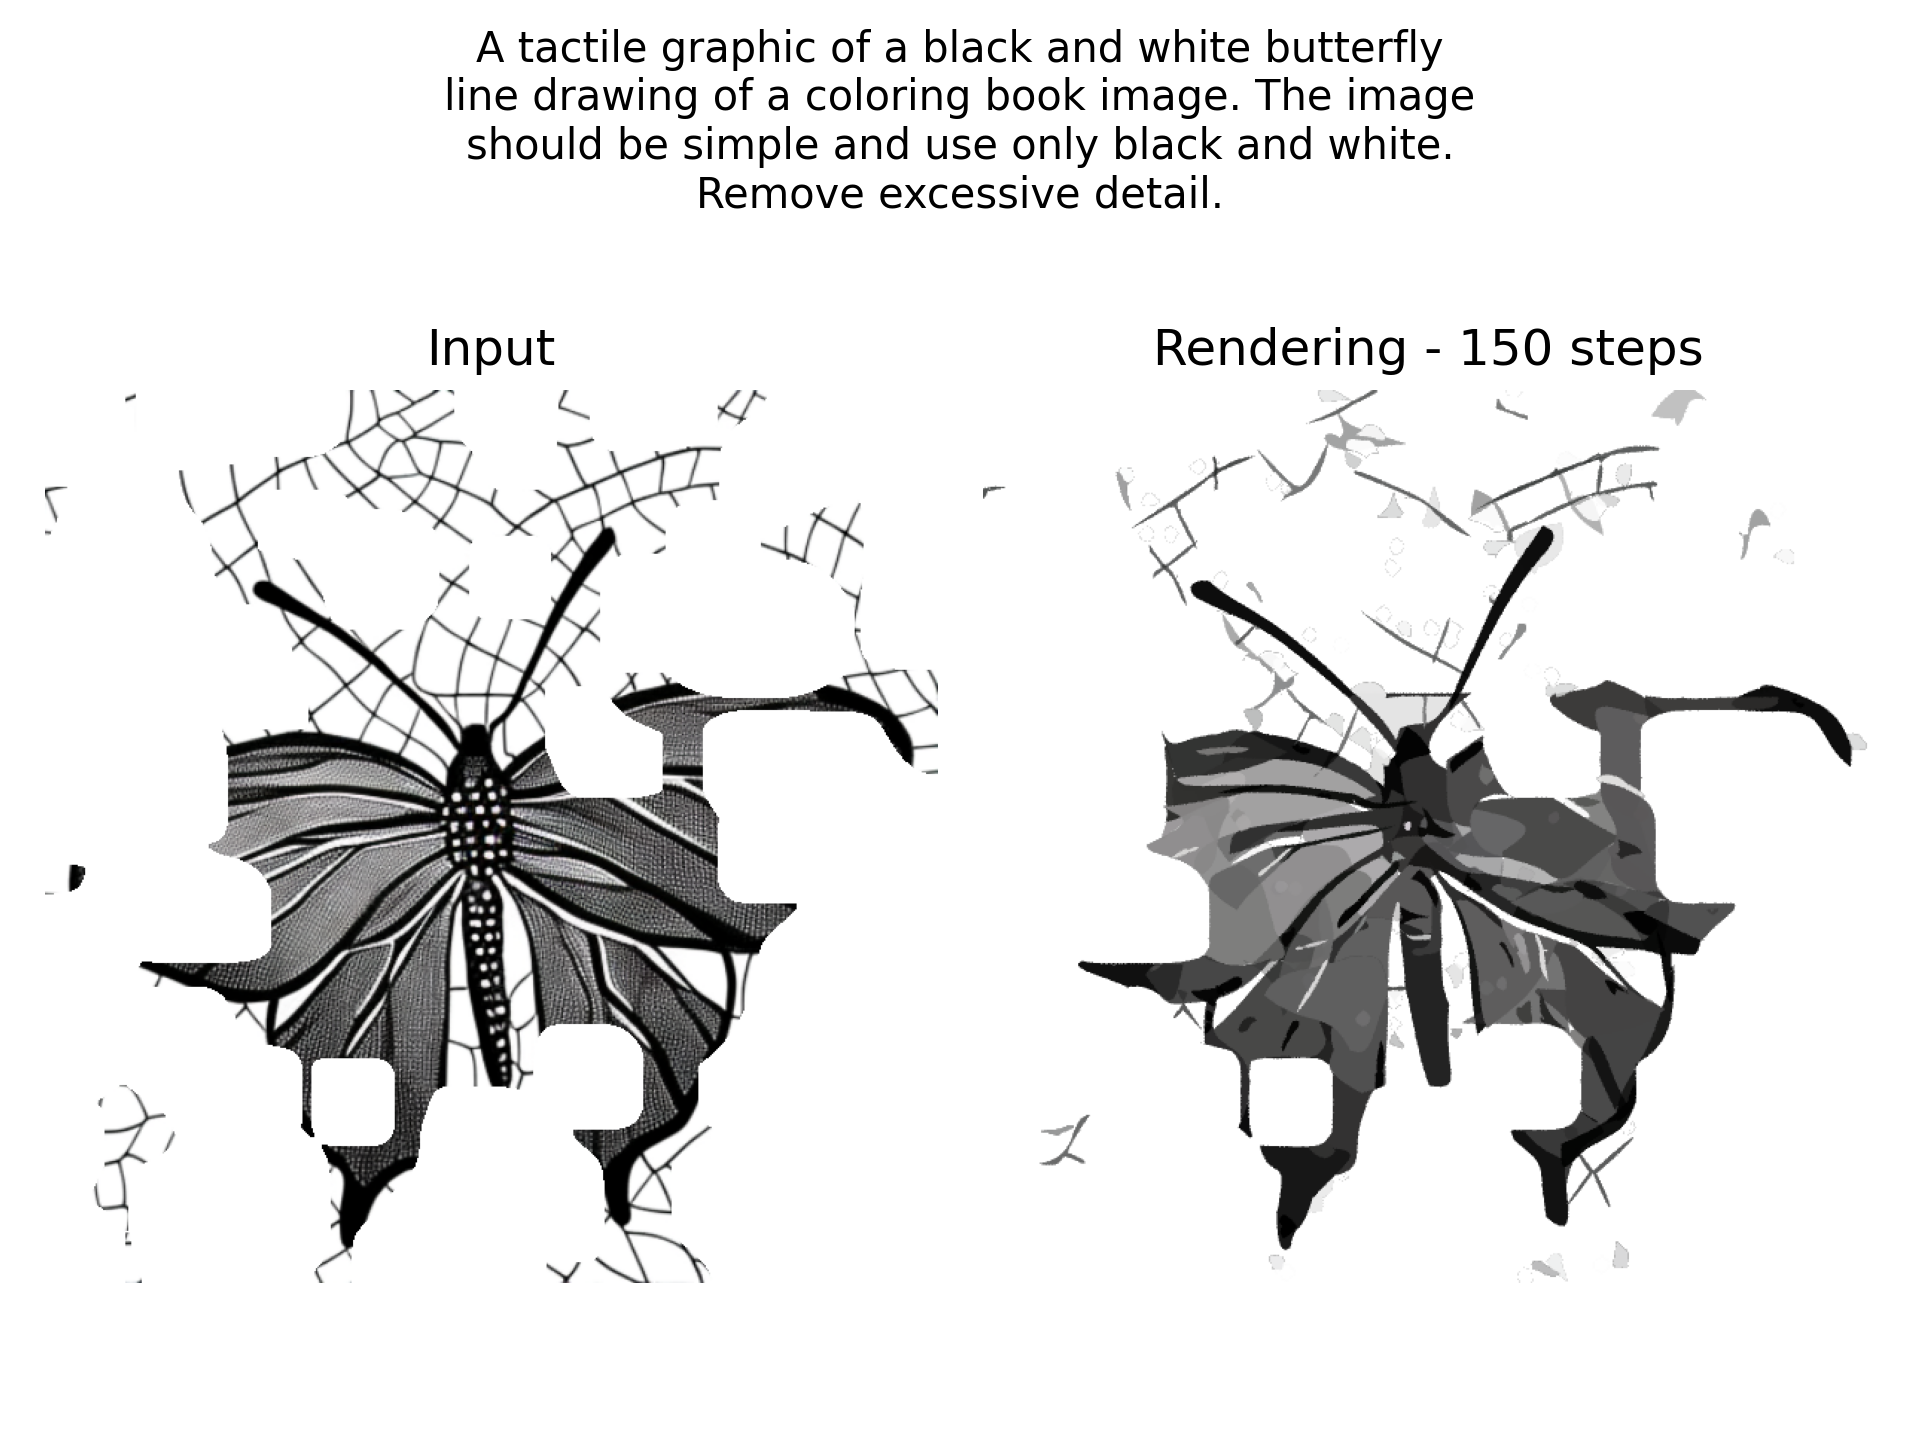 A tactile graphic of a black and white butterfly
line drawing of a coloring book image. The image
should be simple and use only black and white.
Remove excessive detail.
Input
Rendering - 150 steps